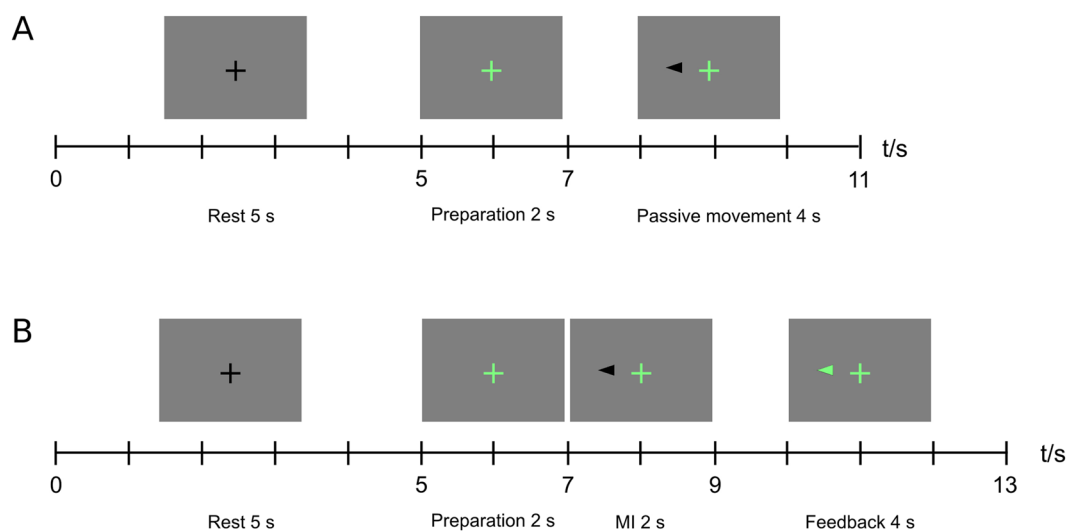 A
t/s
0 5 7 11
Rest 5 s Preparation 2 s Passive movement 4 s
B
t/s
0 5 7 9 13
Rest 5 s Preparation 2 s MI 2 s Feedback 4 s